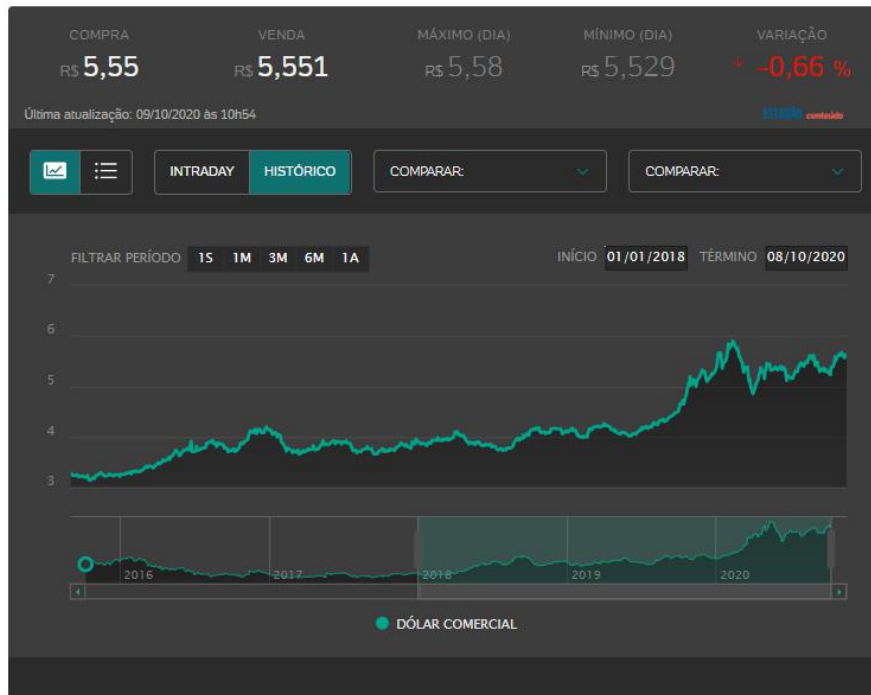 COMPRA VENDA MÁXIMO (DIA) MÍNIMO (DIA) VARIAÇÃO
R$ 5,55 R$ 5,551 R$ 5,58 R$ 5,529 -0,66 %
Última atualização: 09/10/2020 às 10h54 ESTADÃO conteúdo
INTRADAY HISTÓRICO COMPARAR: COMPARAR:
FILTRAR PERÍODO 1S 1M 3M 6M 1A INÍCIO 01/01/2018 TÉRMINO 08/10/2020
7
6
5
4
3
2016 2017 2018 2019 2020
DÓLAR COMERCIAL